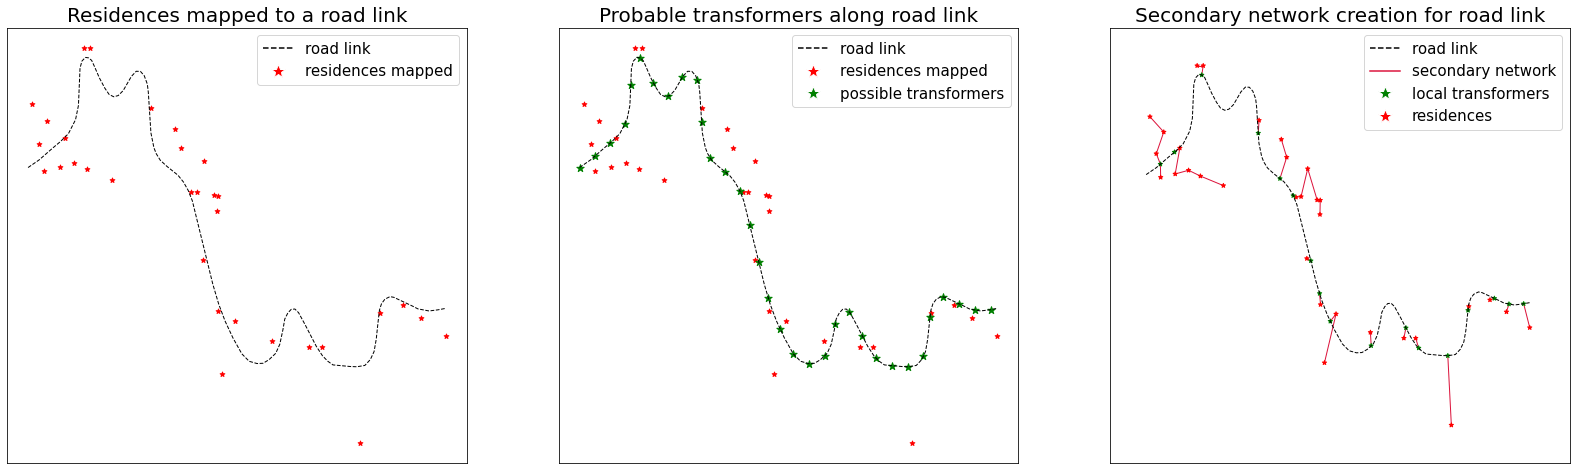 Residences mapped to a road link
road link
residences mapped
Probable transformers along road link
road link
residences mapped
possible transformers
Secondary network creation for road link
road link
secondary network
local transformers
residences